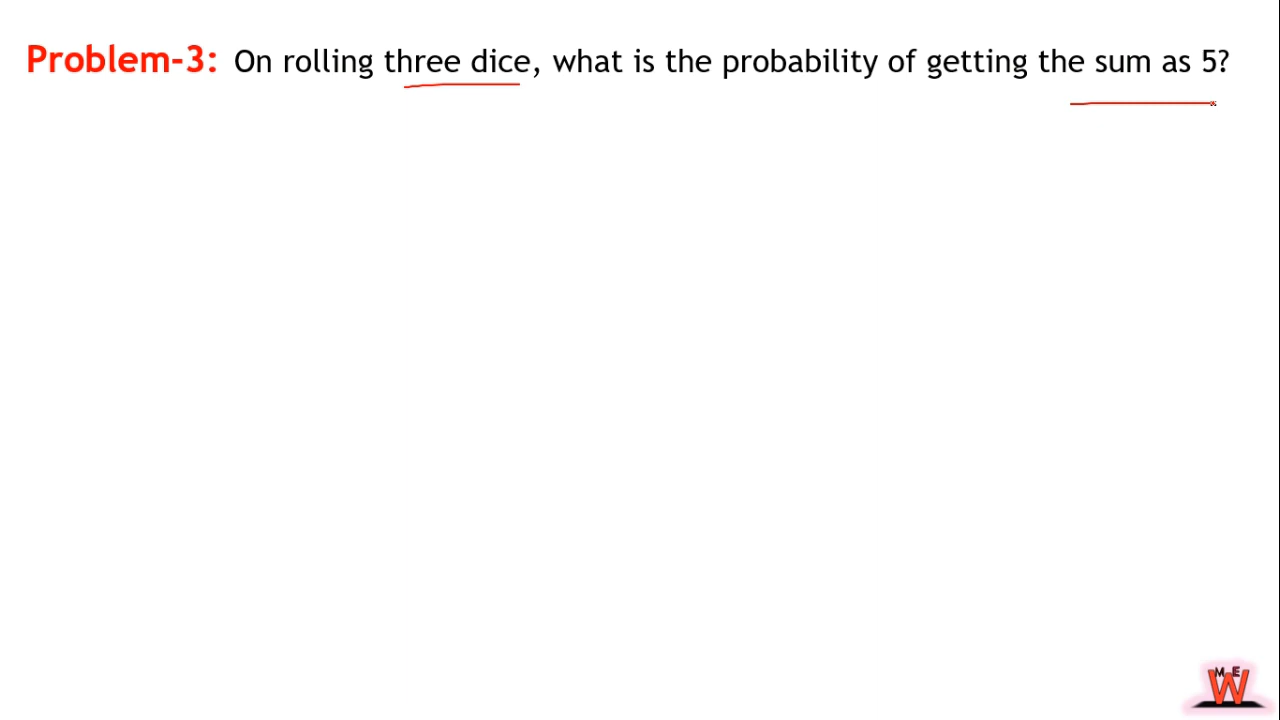 Problem-3: On rolling three dice, what is the probability of getting the sum as 5?
M E
W